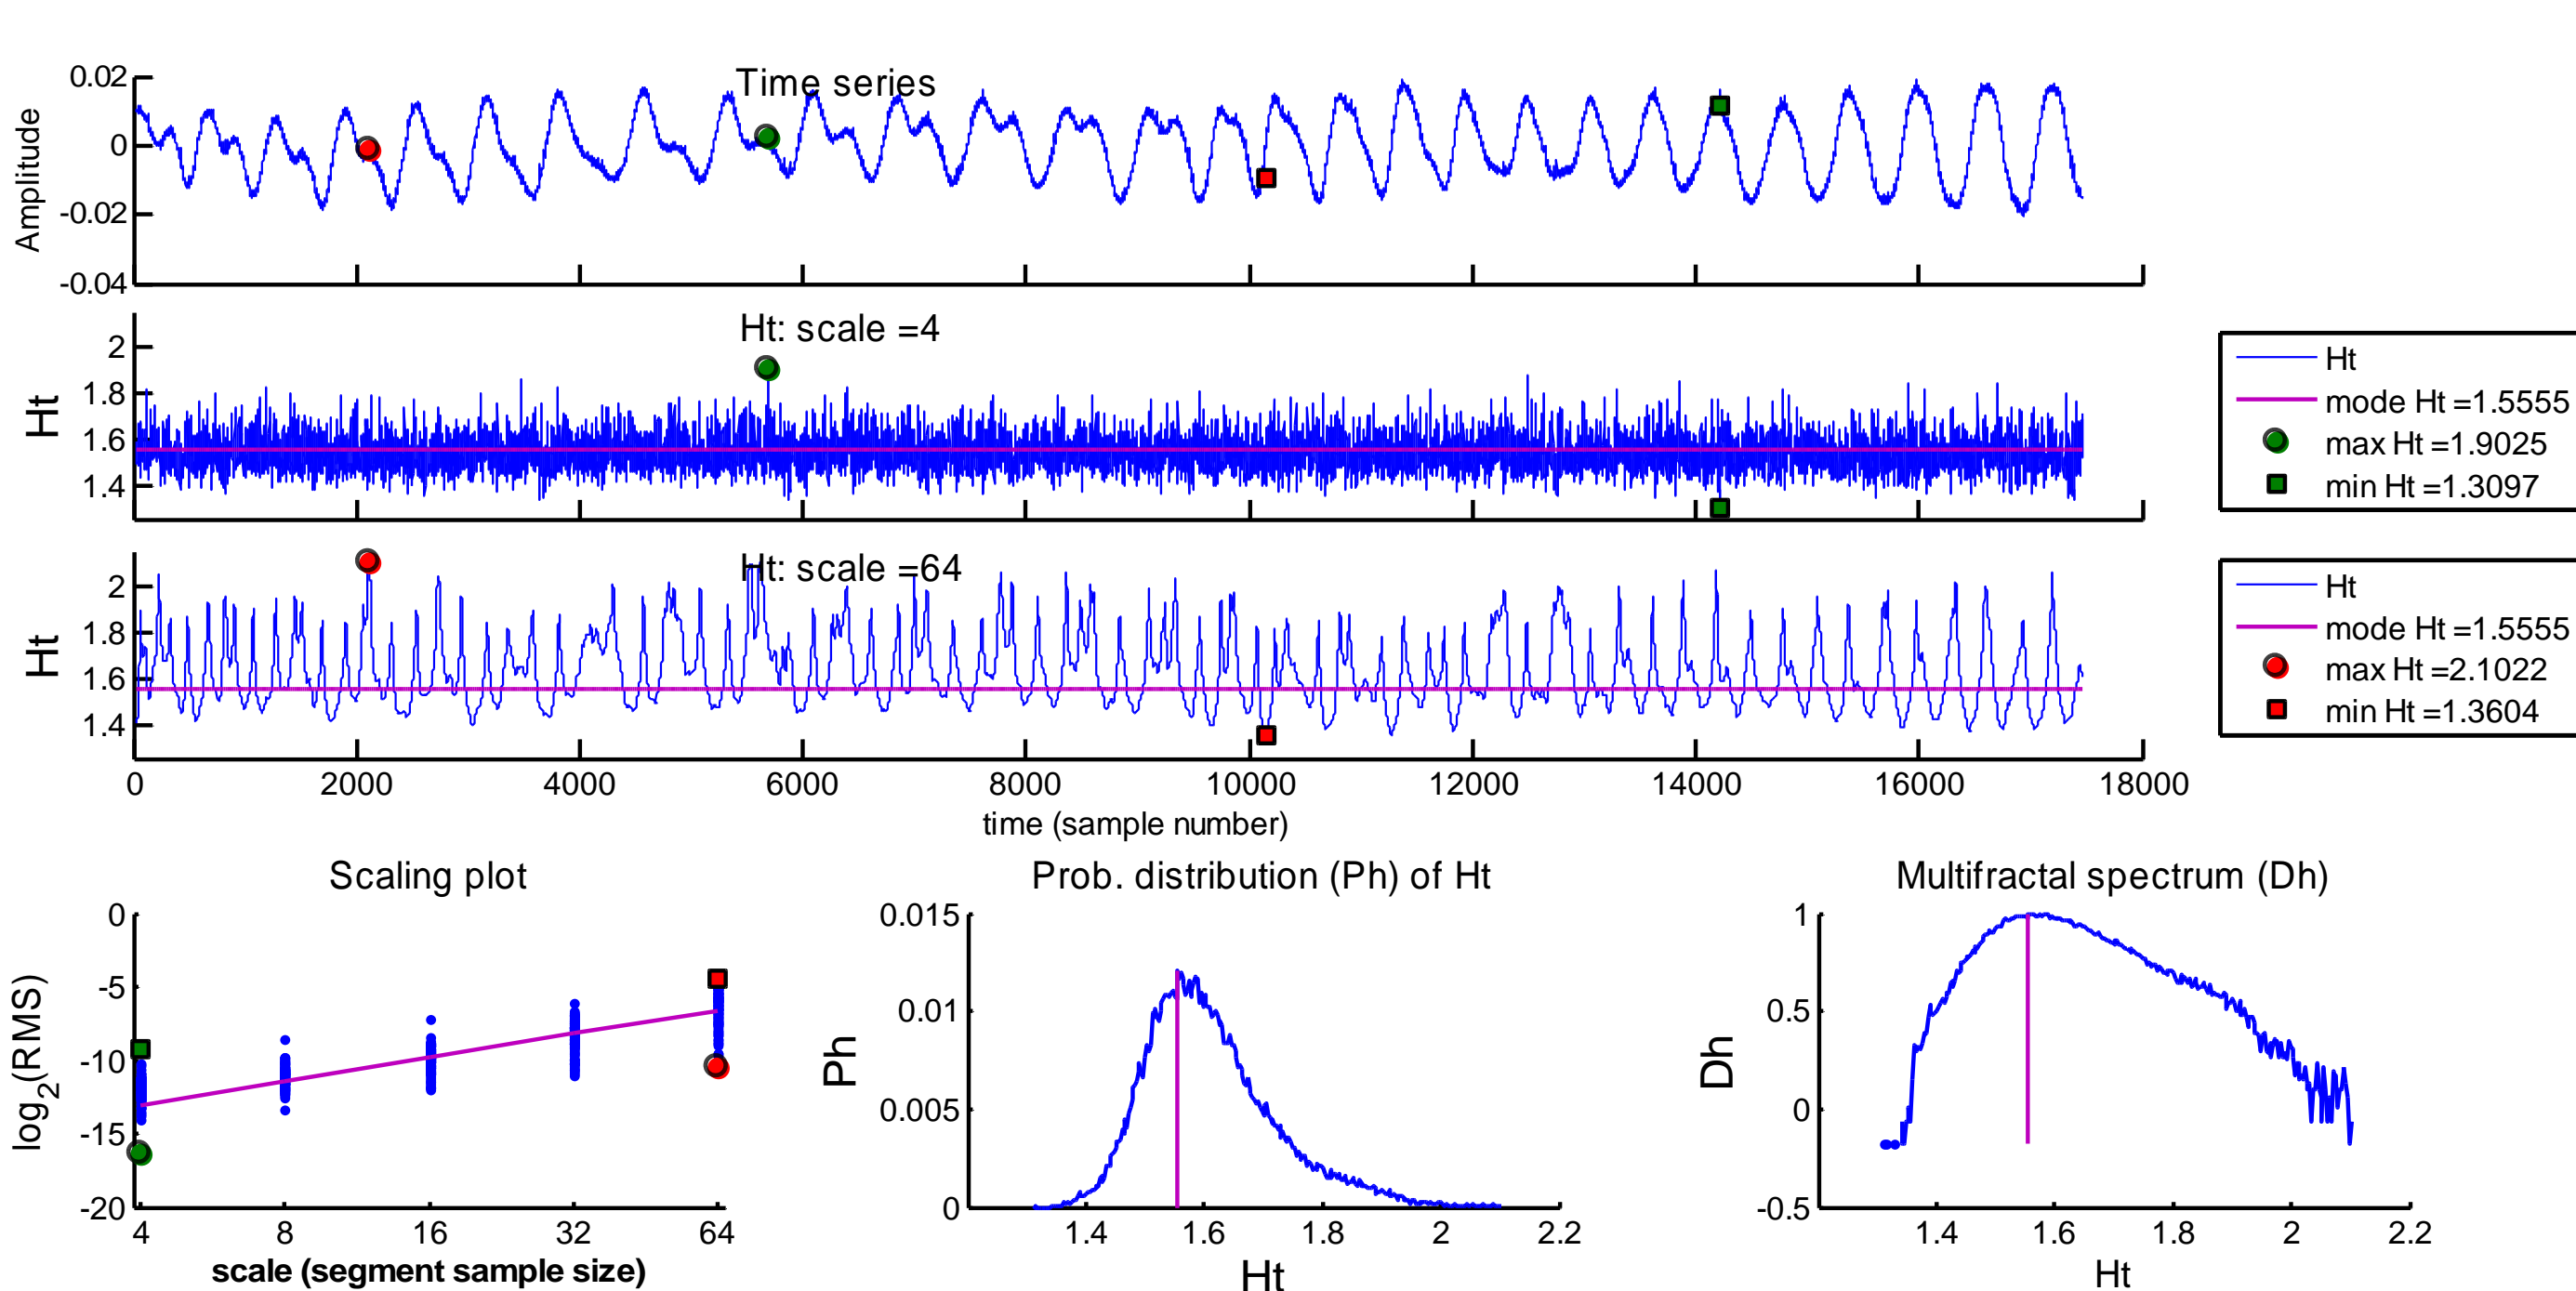 Time series
0.02
0
-0.02
-0.04
Amplitude
Ht: scale =4
2
1.8
1.6
1.4
Ht
Ht
mode Ht =1.5555
max Ht =1.9025
min Ht =1.3097
Ht: scale =64
2
1.8
1.6
1.4
Ht
Ht
mode Ht =1.5555
max Ht =2.1022
min Ht =1.3604
0 2000 4000 6000 8000 10000 12000 14000 16000 18000
time (sample number)
Scaling plot
0
-5
-10
-15
-20
log2(RMS)
4 8 16 32 64
scale (segment sample size)
Prob. distribution (Ph) of Ht
0.015
0.01
0.005
0
Ph
1.4 1.6 1.8 2 2.2
Ht
Multifractal spectrum (Dh)
1
0.5
0
-0.5
Dh
1.4 1.6 1.8 2 2.2
Ht